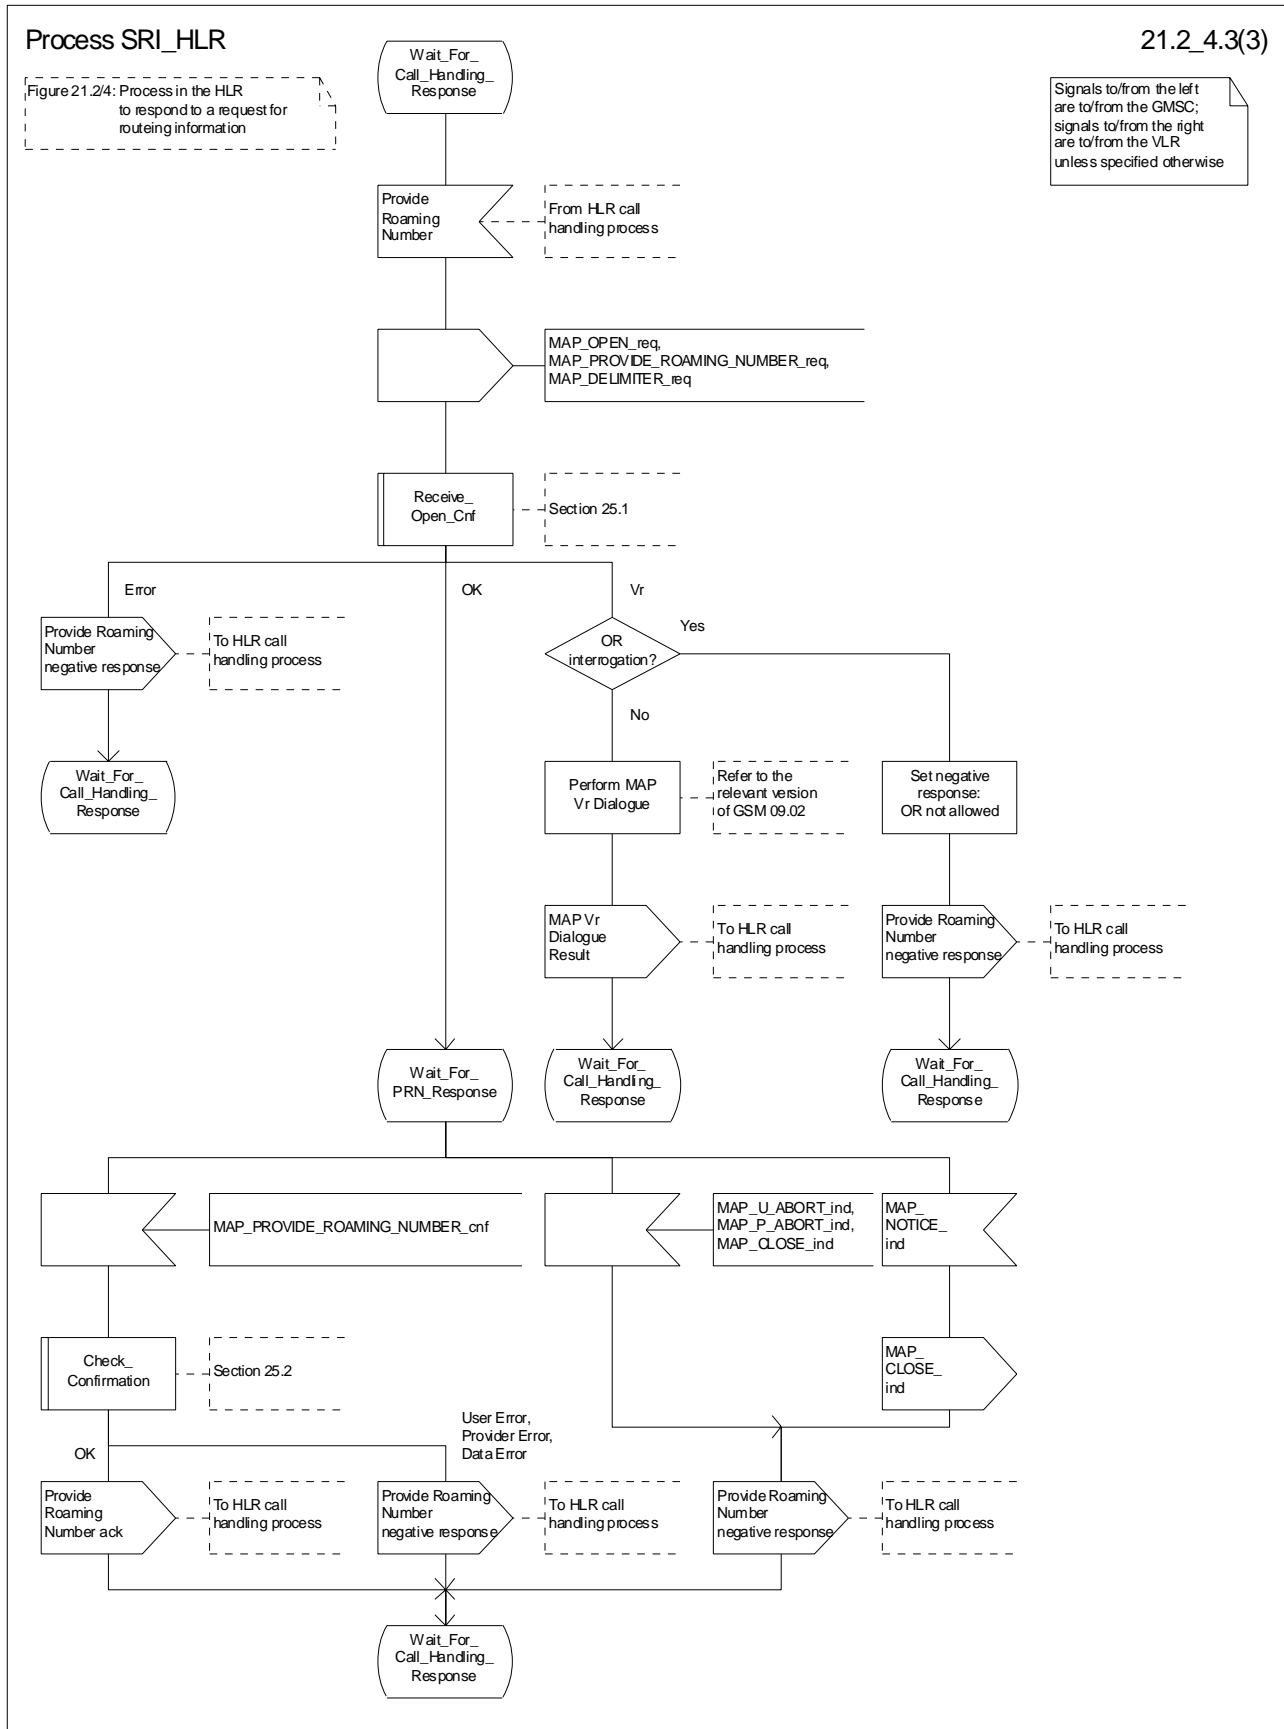 Process SRI_HLR
21.2_4.3(3)
Figure 21.2/4: Process in the HLR
to respond to a request for
routeing information
Wait_For_
Call_Handling_
Response
Signals to/from the left
are to/from the GMSC;
signals to/from the right
are to/from the VLR
unless specified otherwise
Provide
Roaming
Number
From HLR call
handling process
MAP_OPEN_req,
MAP_PROVIDE_ROAMING_NUMBER_req,
MAP_DELIMITER_req
Receive_
Open_Cnf
Section 25.1
Error
OK
Vr
Provide Roaming
Number
negative response
To HLR call
handling process
OR
interrogation?
Yes
No
Wait_For_
Call_Handling_
Response
Perform MAP
Vr Dialogue
Refer to the
relevant version
of GSM 09.02
Set negative
response:
OR not allowed
MAP Vr
Dialogue
Result
To HLR call
handling process
Provide Roaming
Number
negative response
To HLR call
handling process
Wait_For_
PRN_Response
Wait_For_
Call_Handling_
Response
Wait_For_
Call_Handling_
Response
MAP_PROVIDE_ROAMING_NUMBER_cnf
MAP_U_ABORT_ind,
MAP_P_ABORT_ind,
MAP_CLOSE_ind
MAP_
NOTICE_
ind
Check_
Confirmation
Section 25.2
MAP_
CLOSE_
ind
OK
User Error,
Provider Error,
Data Error
Provide
Roaming
Number ack
To HLR call
handling process
Provide Roaming
Number
negative response
To HLR call
handling process
Provide Roaming
Number
negative response
To HLR call
handling process
Wait_For_
Call_Handling_
Response